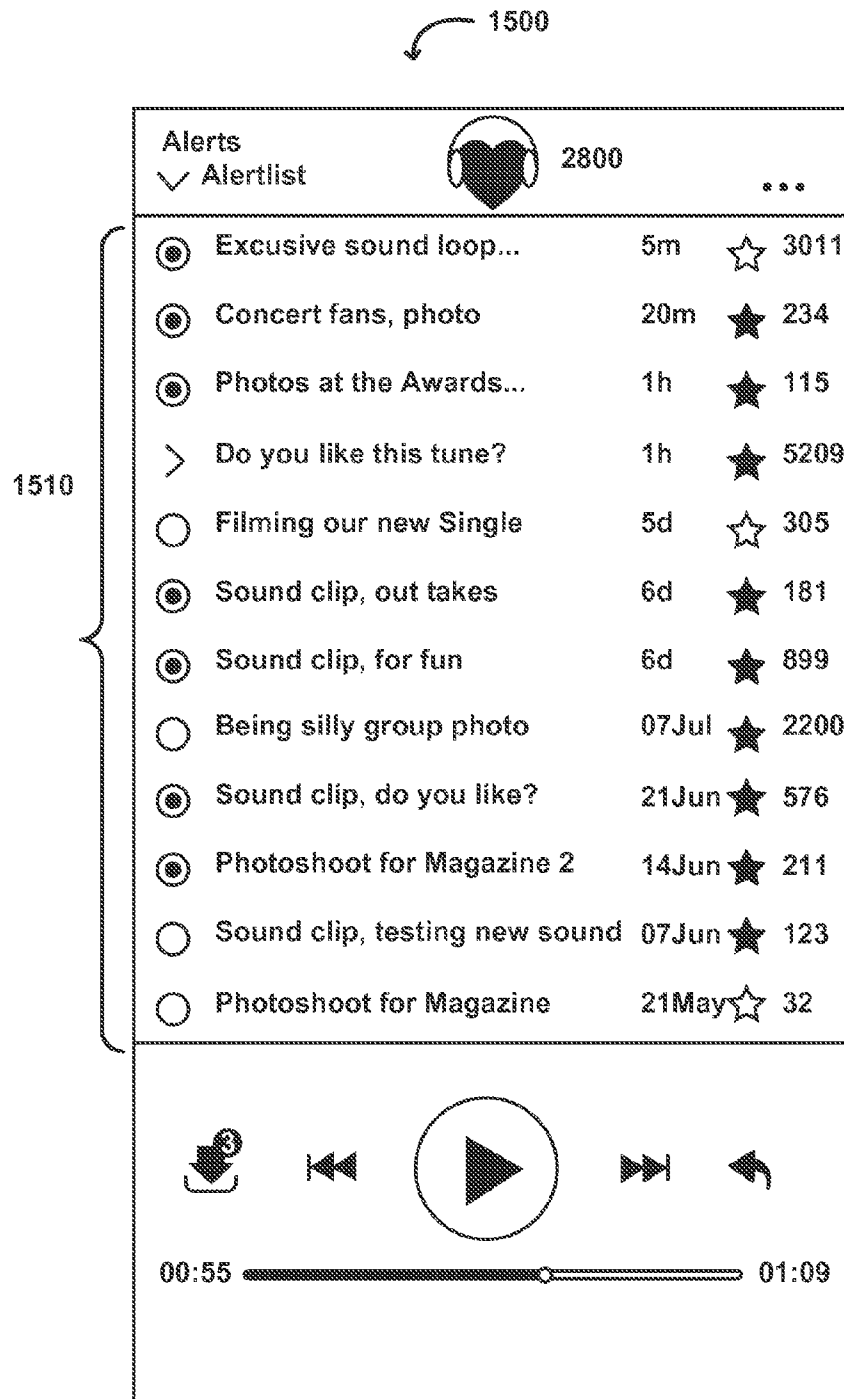 1500
Alerts
Alertlist
2800
...
Excusive sound loop... 5m 3011
Concert fans, photo 20m 234
Photos at the Awards... 1h 115
Do you like this tune? 1h 5209
1510
Filming our new Single 5d 305
Sound clip, out takes 6d 181
Sound clip, for fun 6d 899
Being silly group photo 07Jul 2200
Sound clip, do you like? 21Jun 576
Photoshoot for Magazine 2 14Jun 211
Sound clip, testing new sound 07Jun 123
Photoshoot for Magazine 21May 32
3
00:55 01:09